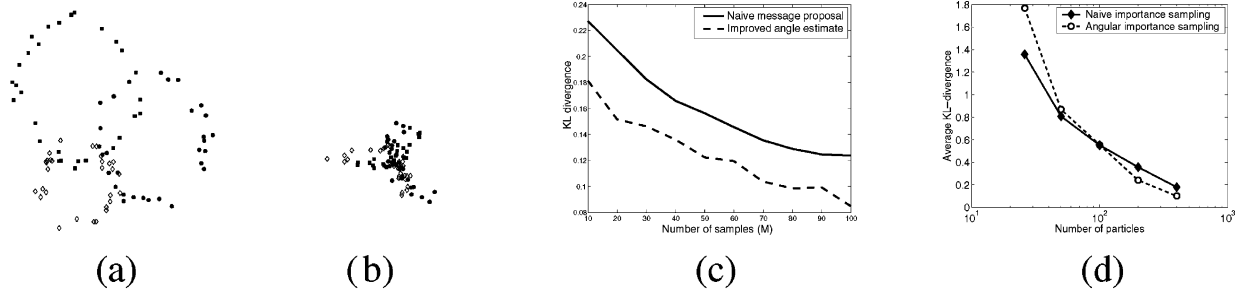 (a)
(b)
0.24
0.22
0.2
0.18
0.16
0.14
0.12
0.1
0.08
KL divergence
Naive message proposal
Improved angle estimate
10 20 30 40 50 60 70 80 90 100
Number of samples (M)
(c)
1.8
1.6
1.4
1.2
1
0.8
0.6
0.4
0.2
0
Average KL-divergence
Naive importance sampling
Angular importance sampling
10^1 10^2 10^3
Number of particles
(d)